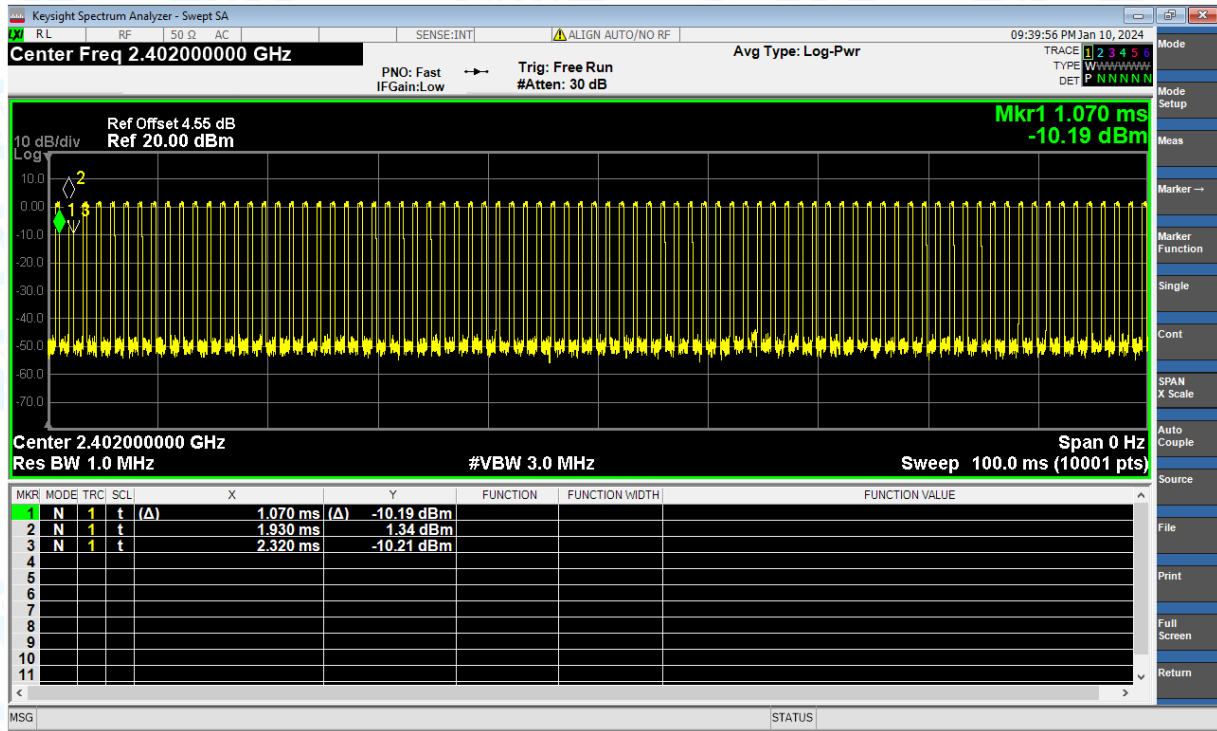 Keysight Spectrum Analyzer - Swept SA
LXI RL RF 50 Ω AC SENSE:INT ALIGN AUTO/NO RF 09:39:56 PM Jan 10, 2024
Center Freq 2.402000000 GHz
PNO: Fast
IFGain:Low
Trig: Free Run
#Atten: 30 dB
Avg Type: Log-Pwr
TRACE 1 2 3 4 5 6
TYPE WWWWWW
DET P N N N N N
Mkr1 1.070 ms
-10.19 dBm
10 dB/div
Log
Ref Offset 4.55 dB
Ref 20.00 dBm
10.0
0.00
-10.0
-20.0
-30.0
-40.0
-50.0
-60.0
-70.0
2
1 3
Center 2.402000000 GHz Span 0 Hz
Res BW 1.0 MHz #VBW 3.0 MHz Sweep 100.0 ms (10001 pts)
MKR MODE TRC SCL X Y FUNCTION FUNCTION WIDTH FUNCTION VALUE
1 N 1 t (Δ) 1.070 ms (Δ) -10.19 dBm
2 N 1 t 1.930 ms 1.34 dBm
3 N 1 t 2.320 ms -10.21 dBm
4
5
6
7
8
9
10
11
MSG STATUS
Mode
Mode
Setup
Meas
Marker →
Marker
Function
Single
Cont
SPAN
X Scale
Auto
Couple
Source
File
Print
Full
Screen
Return